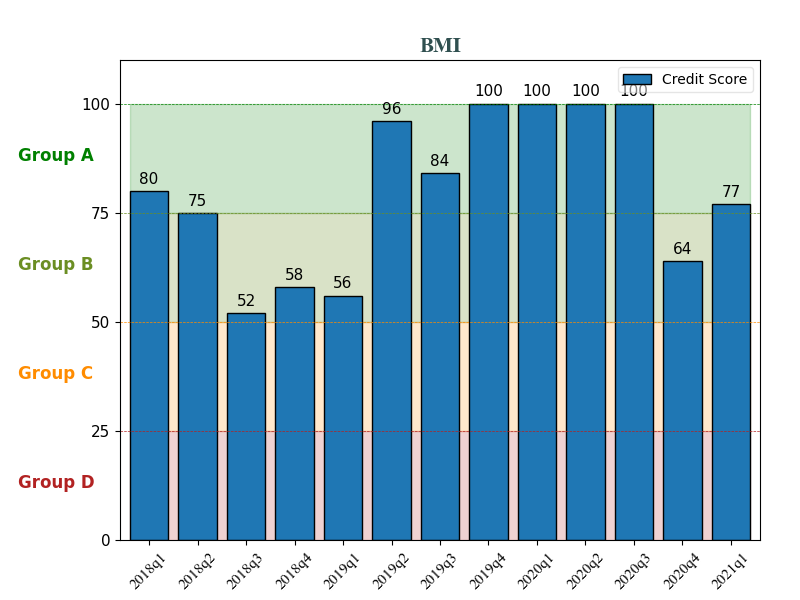 BMI
Credit Score
100
75
50
25
0
Group A
Group B
Group C
Group D
80
75
52
58
56
96
84
100
100
100
100
64
77
2018q1
2018q2
2018q3
2018q4
2019q1
2019q2
2019q3
2019q4
2020q1
2020q2
2020q3
2020q4
2021q1